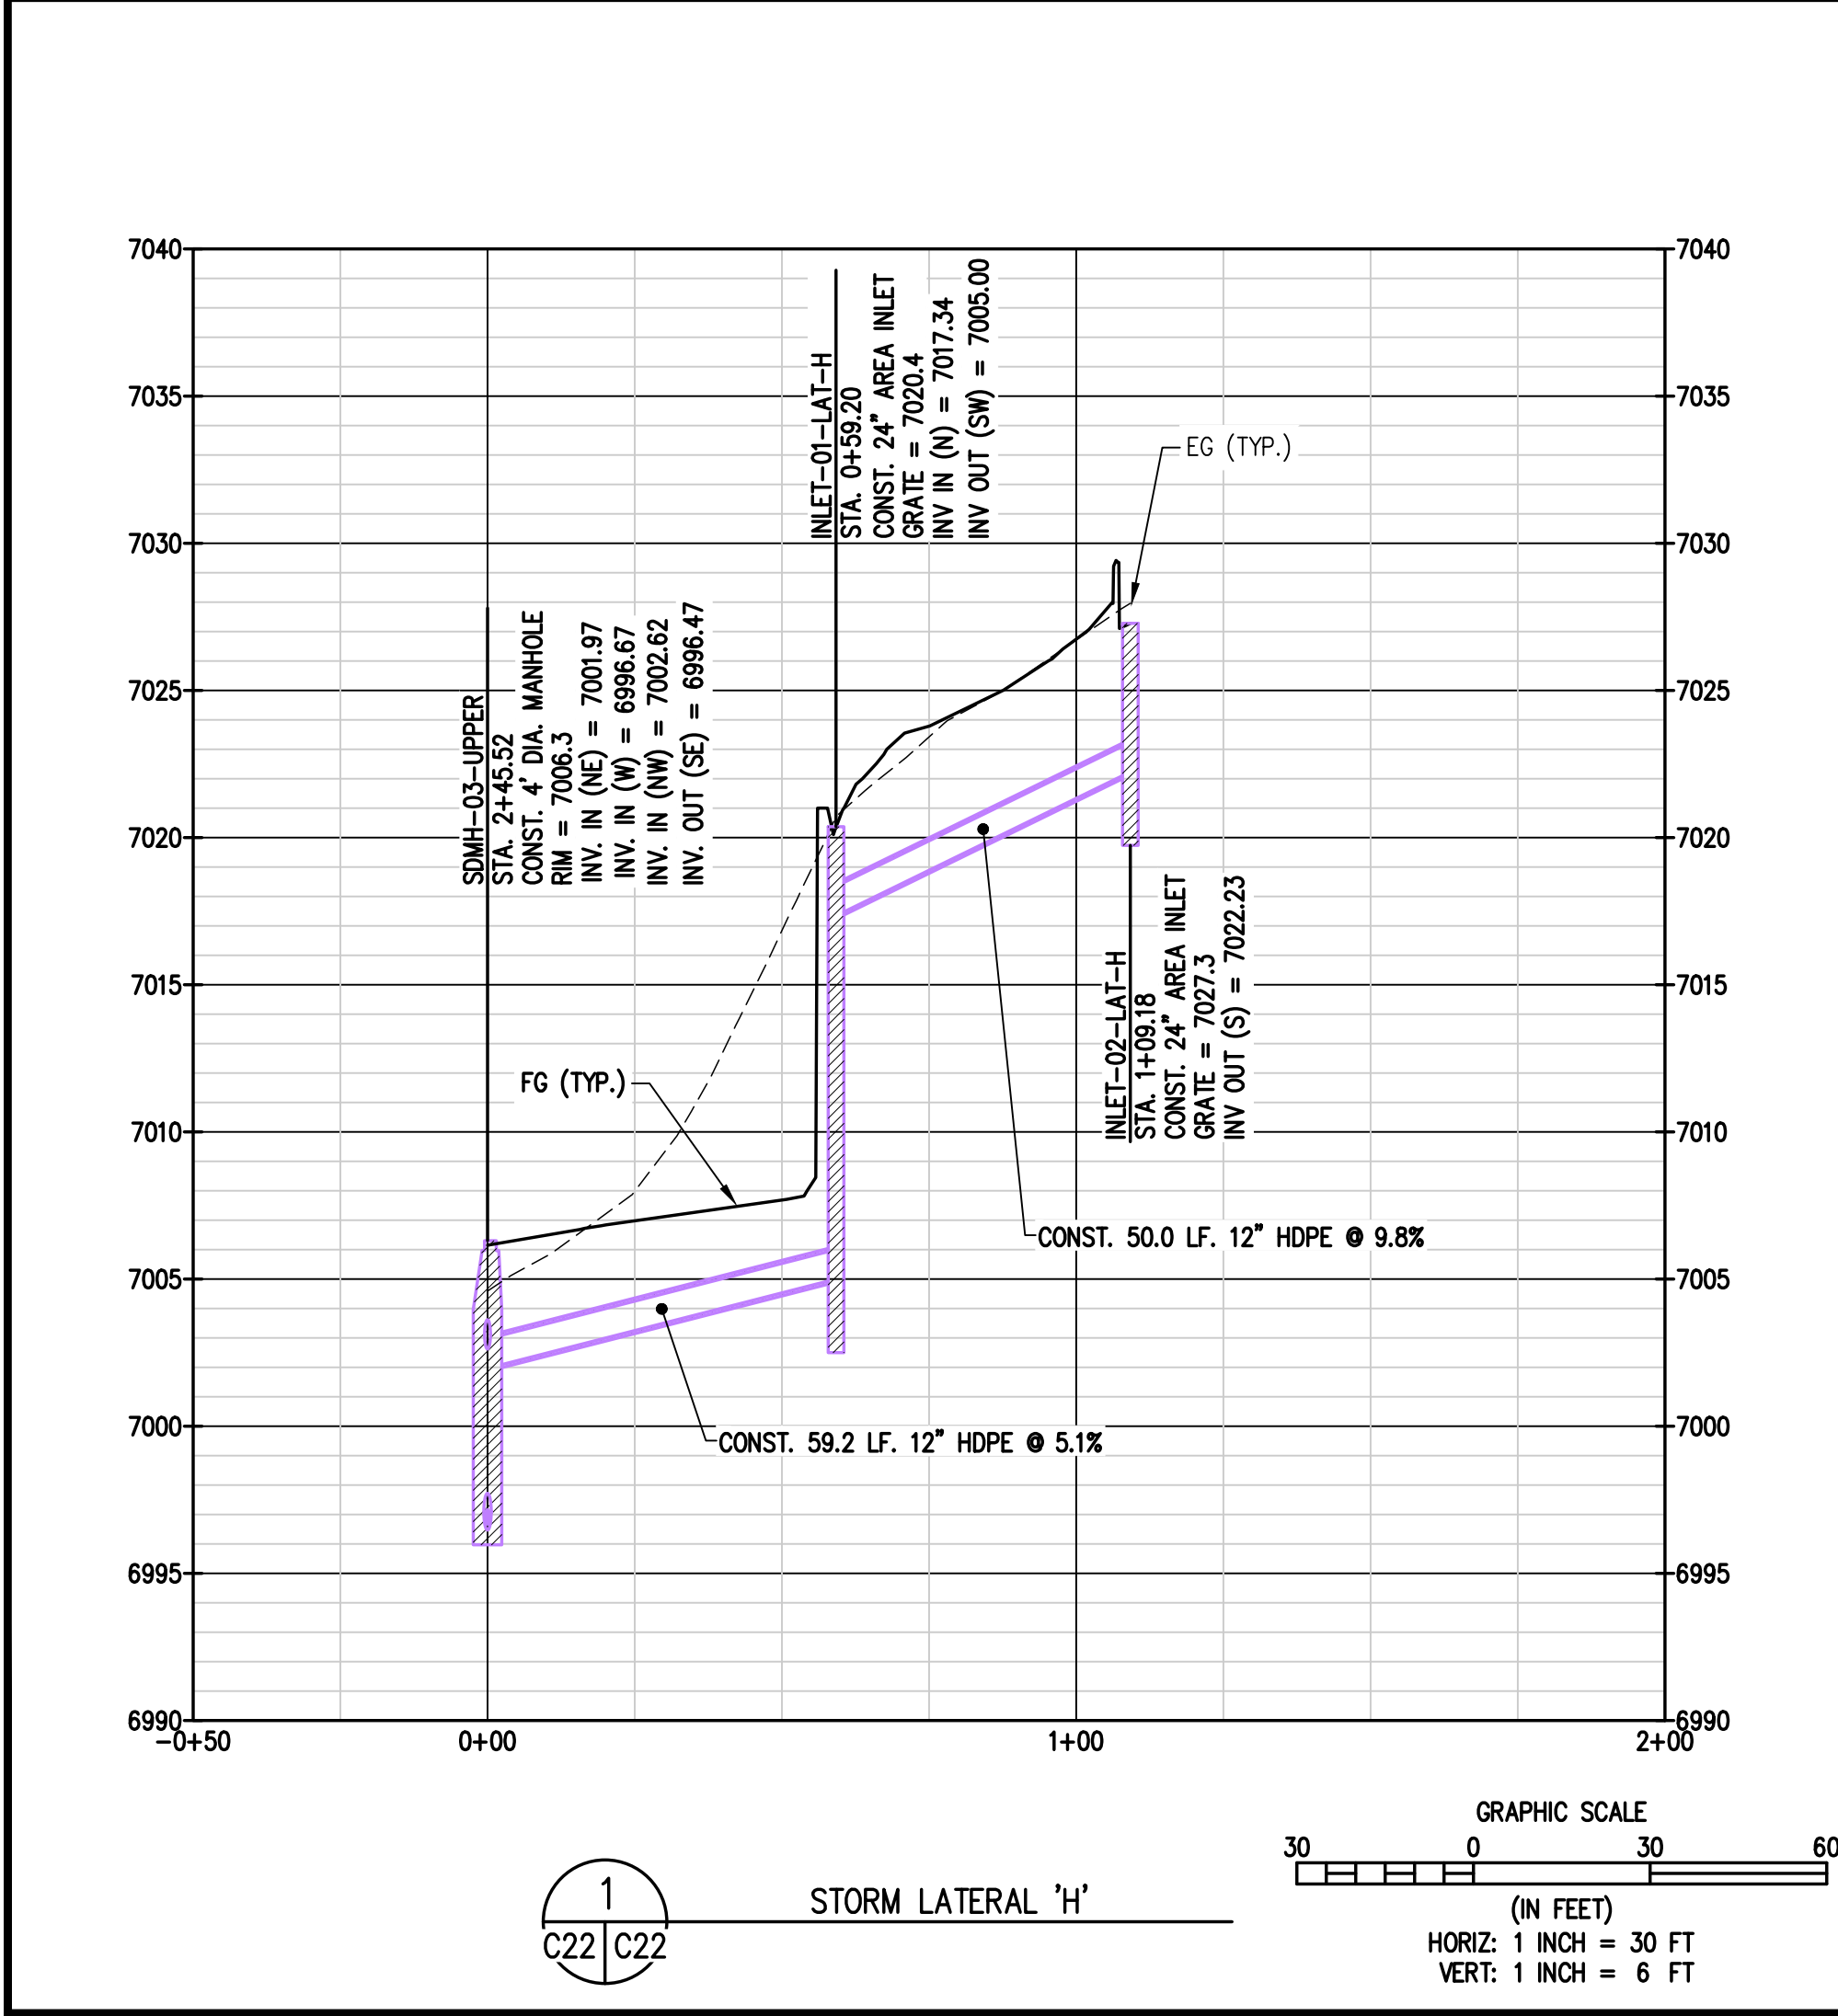 7040
7035
7030
7025
7020
7015
7010
7005
7000
6995
6990
7040
7035
7030
7025
7020
7015
7010
7005
7000
6995
6990
-0+50
0+00
1+00
2+00
SDMH-03-UPPER
STA. 2+45.52
CONST. 4' DIA. MANHOLE
RIM = 7006.3
INV. IN (NE) = 7001.97
INV. IN (W) = 6996.67
INV. IN (NW) = 7002.62
INV. OUT (SE) = 6996.47
INLET-01-LAT-H
STA. 0+59.20
CONST. 24" AREA INLET
GRATE = 7020.4
INV IN (N) = 7017.34
INV OUT (SW) = 7005.00
EG (TYP.)
INLET-02-LAT-H
STA. 1+09.18
CONST. 24" AREA INLET
GRATE = 7027.3
INV OUT (S) = 7022.23
FG (TYP.)
CONST. 50.0 LF. 12" HDPE @ 9.8%
CONST. 59.2 LF. 12" HDPE @ 5.1%
1
C22 C22
STORM LATERAL 'H'
GRAPHIC SCALE
30 0 30 60
(IN FEET)
HORIZ: 1 INCH = 30 FT
VERT: 1 INCH = 6 FT